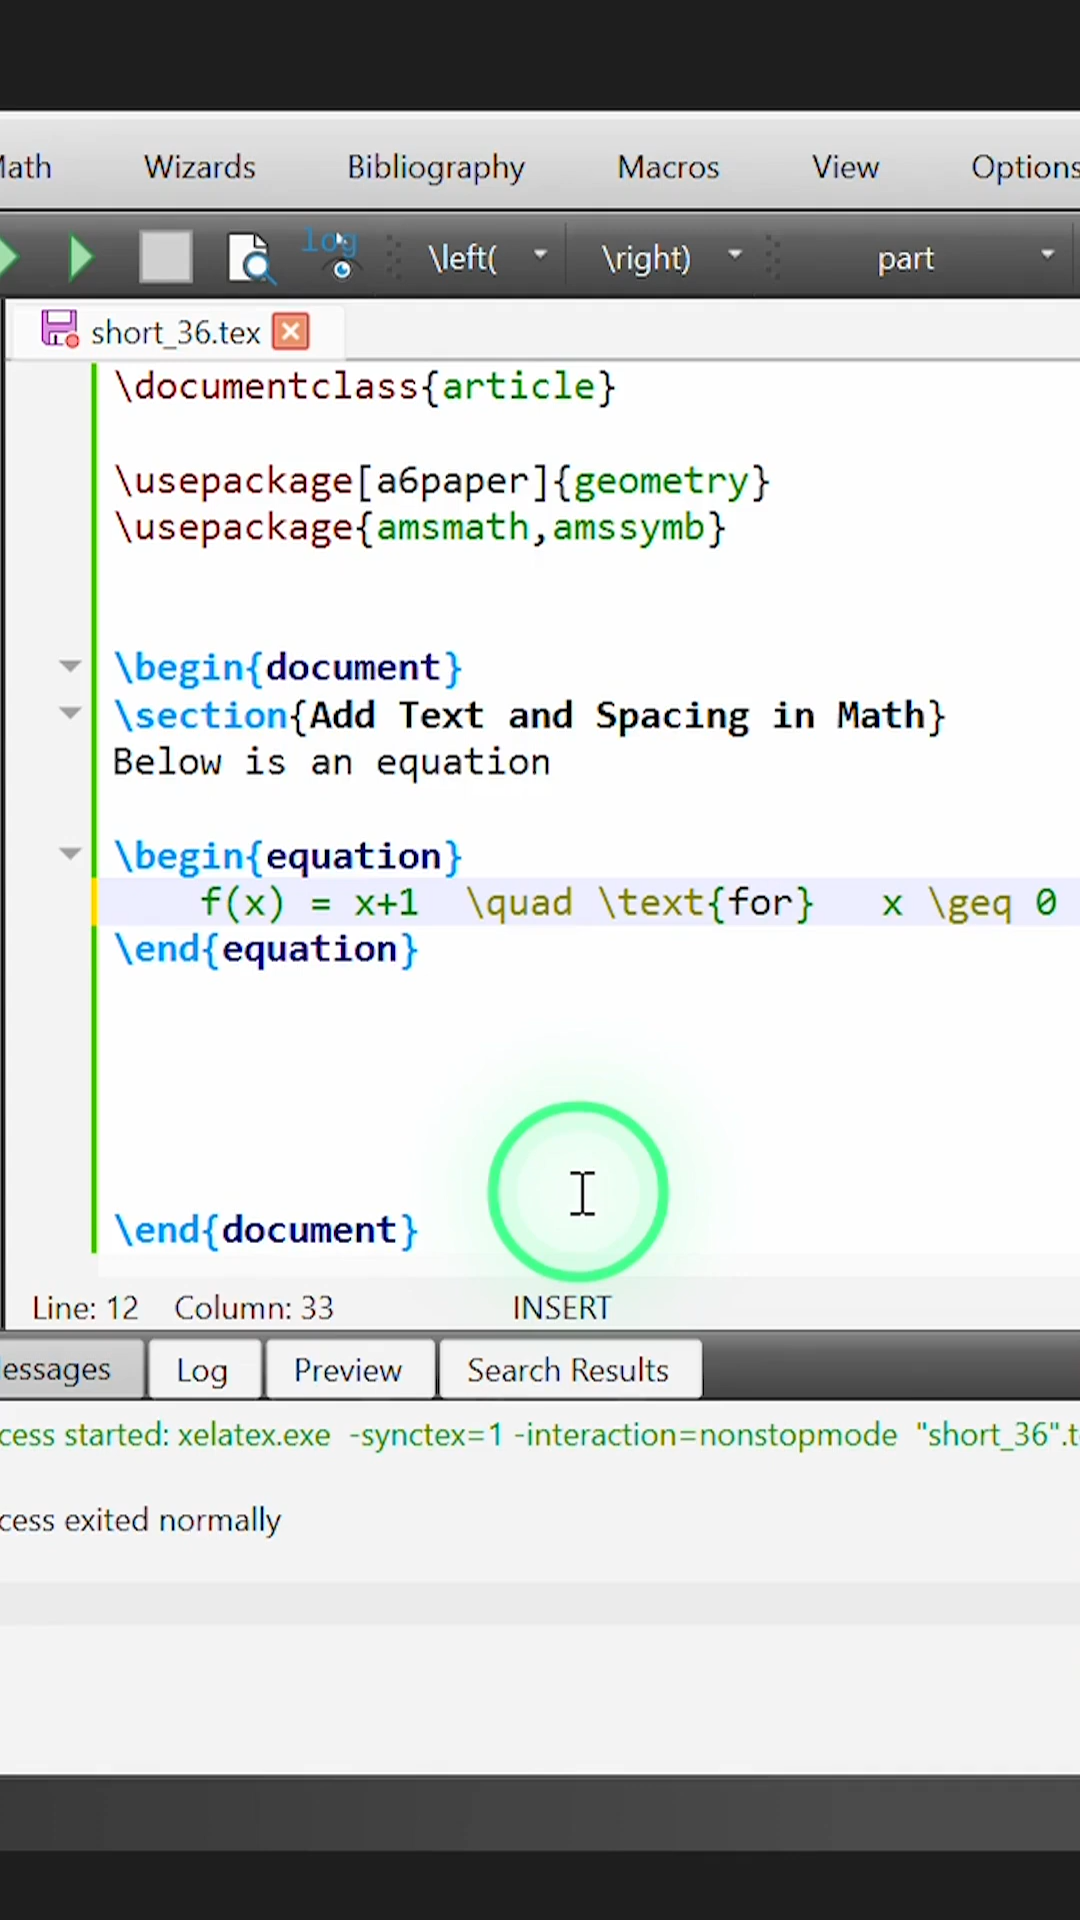 Math Wizards Bibliography Macros View Options
log \left( \right) part
short_36.tex
\documentclass{article}
\usepackage[a6paper]{geometry}
\usepackage{amsmath,amssymb}
\begin{document}
\section{Add Text and Spacing in Math}
Below is an equation
\begin{equation}
f(x) = x+1 \quad \text{for} x \geq 0
\end{equation}
\end{document}
Line: 12 Column: 33 INSERT
essages Log Preview Search Results
cess started: xelatex.exe -synctex=1 -interaction=nonstopmode "short_36".t
cess exited normally